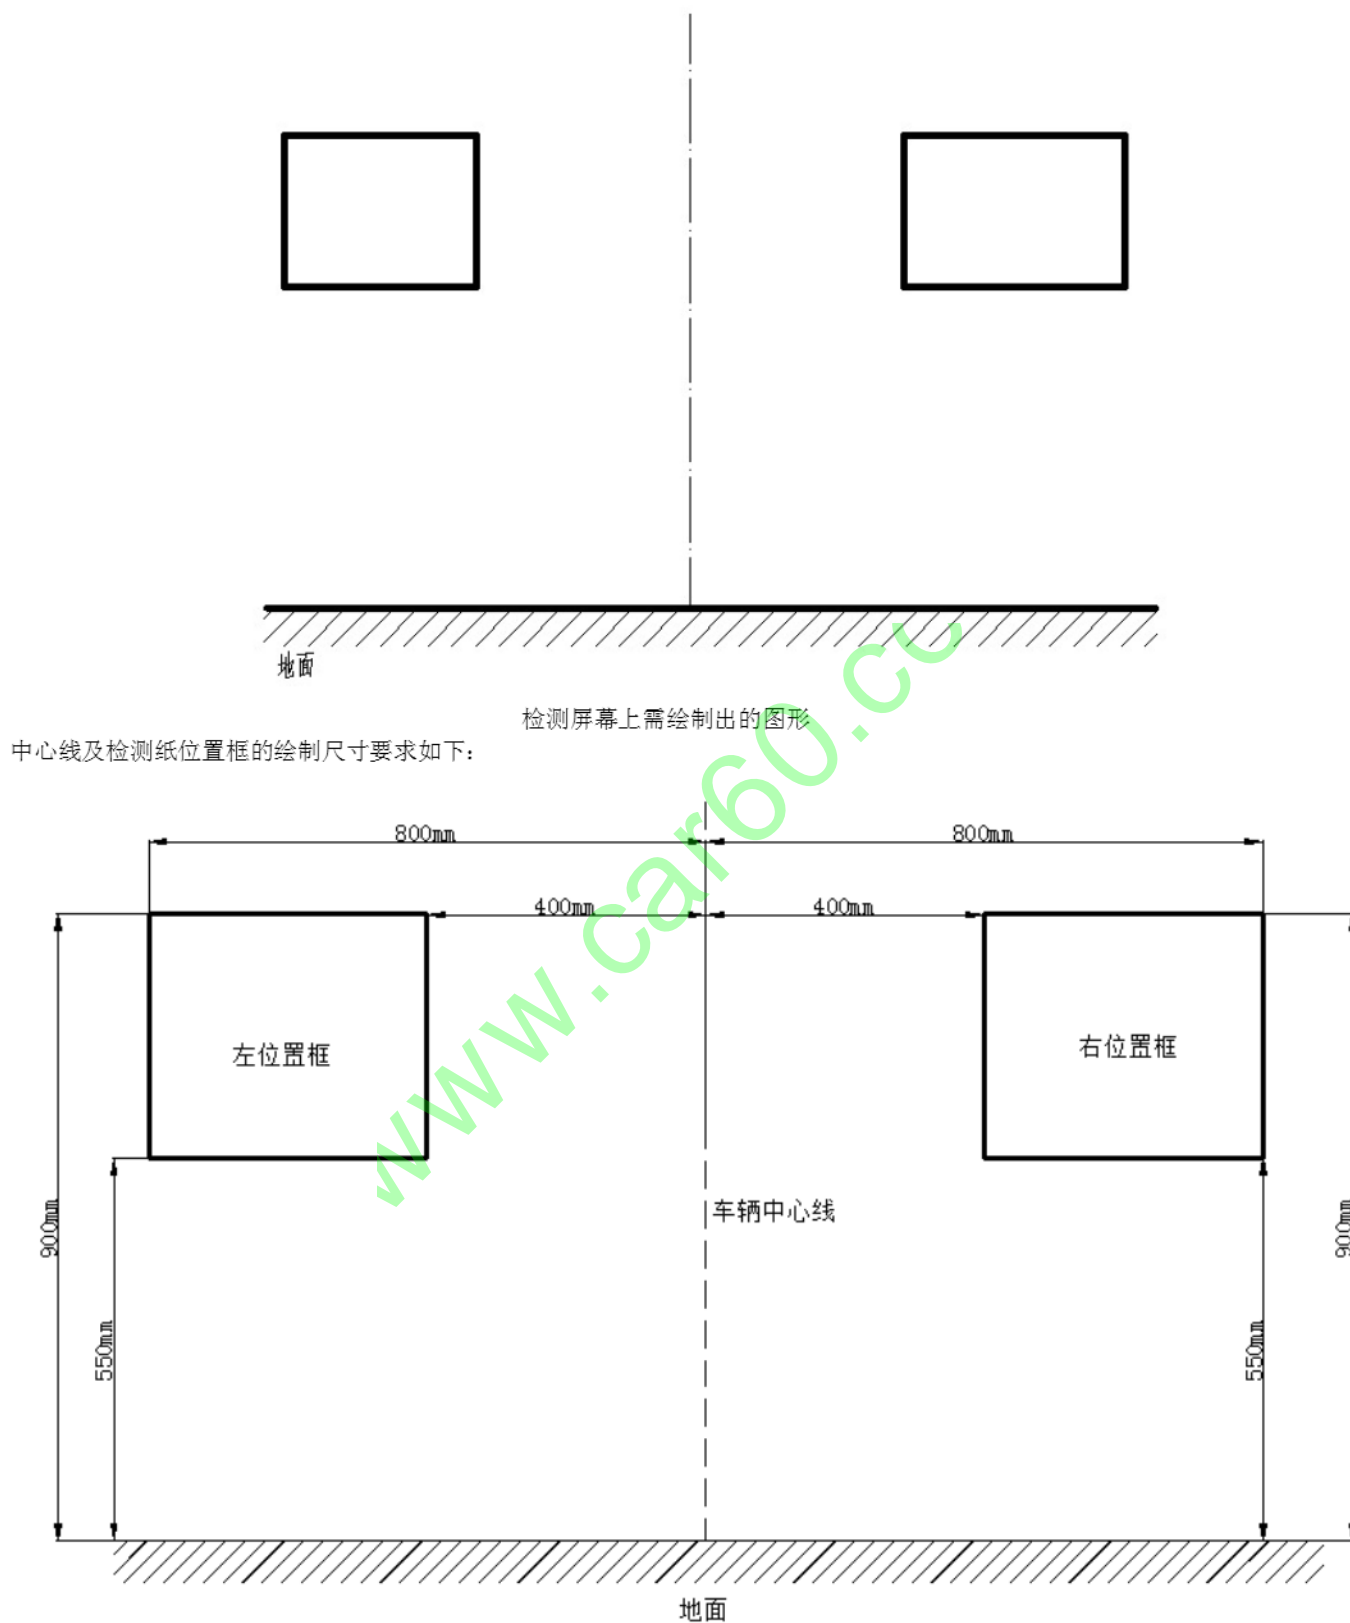 地面
检测屏幕上需绘制出的图形
中心线及检测纸位置框的绘制尺寸要求如下：
800mm 800mm
400mm 400mm
左位置框 右位置框
车辆中心线
900mm 900mm
550mm 550mm
地面
www.car60.co